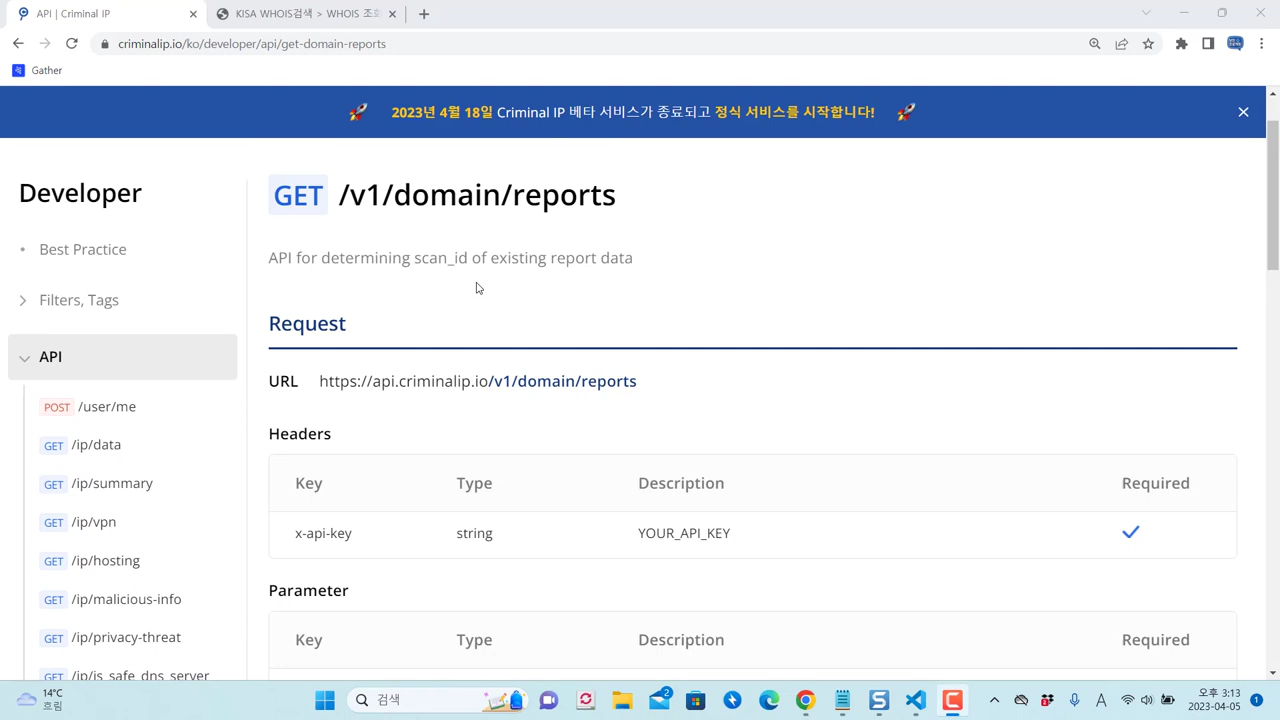 API | Criminal IP
KISA WHOIS검색 > WHOIS 조회
criminalip.io/ko/developer/api/get-domain-reports
Gather
2023년 4월 18일 Criminal IP 베타 서비스가 종료되고 정식 서비스를 시작합니다!
Developer
Best Practice
Filters, Tags
API
POST /user/me
GET /ip/data
GET /ip/summary
GET /ip/vpn
GET /ip/hosting
GET /ip/malicious-info
GET /ip/privacy-threat
GET /ip/is_safe_dns_server
GET /v1/domain/reports
API for determining scan_id of existing report data
Request
URL https://api.criminalip.io/v1/domain/reports
Headers
Key Type Description Required
x-api-key string YOUR_API_KEY
Parameter
Key Type Description Required
14°C
흐림
검색
2
A
오후 3:13
2023-04-05
1